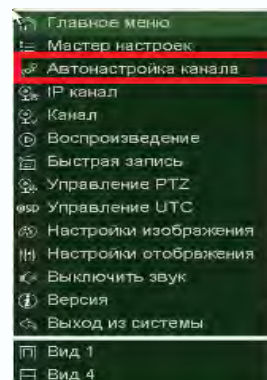 Главное меню
Мастер настроек
Автонастройка канала
IP канал
Канал
Воспроизведение
Быстрая запись
Управление PTZ
OSD Управление UTC
Настройки изображения
Настройки отображения
Выключить звук
Версия
Выход из системы
Вид 1
Вид 4